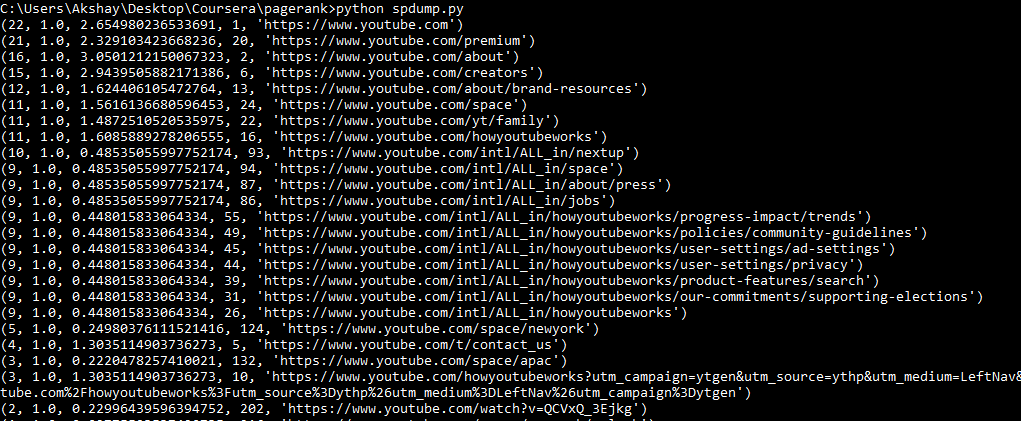 C:\Users\Akshay\Desktop\Coursera\pagerank>python spdump.py
(22, 1.0, 2.654980236533691, 1, 'https://www.youtube.com')
(21, 1.0, 2.329103423668236, 20, 'https://www.youtube.com/premium')
(16, 1.0, 3.0501212150067323, 2, 'https://www.youtube.com/about')
(15, 1.0, 2.9439505882171386, 6, 'https://www.youtube.com/creators')
(12, 1.0, 1.624406105472764, 13, 'https://www.youtube.com/about/brand-resources')
(11, 1.0, 1.5616136680596453, 24, 'https://www.youtube.com/space')
(11, 1.0, 1.4872510520535975, 22, 'https://www.youtube.com/yt/family')
(11, 1.0, 1.6085889278206555, 16, 'https://www.youtube.com/howyoutubeworks')
(10, 1.0, 0.48535055997752174, 93, 'https://www.youtube.com/intl/ALL_in/nextup')
(9, 1.0, 0.48535055997752174, 94, 'https://www.youtube.com/intl/ALL_in/space')
(9, 1.0, 0.48535055997752174, 87, 'https://www.youtube.com/intl/ALL_in/about/press')
(9, 1.0, 0.48535055997752174, 86, 'https://www.youtube.com/intl/ALL_in/jobs')
(9, 1.0, 0.448015833064334, 55, 'https://www.youtube.com/intl/ALL_in/howyoutubeworks/progress-impact/trends')
(9, 1.0, 0.448015833064334, 49, 'https://www.youtube.com/intl/ALL_in/howyoutubeworks/policies/community-guidelines')
(9, 1.0, 0.448015833064334, 45, 'https://www.youtube.com/intl/ALL_in/howyoutubeworks/user-settings/ad-settings')
(9, 1.0, 0.448015833064334, 44, 'https://www.youtube.com/intl/ALL_in/howyoutubeworks/user-settings/privacy')
(9, 1.0, 0.448015833064334, 39, 'https://www.youtube.com/intl/ALL_in/howyoutubeworks/product-features/search')
(9, 1.0, 0.448015833064334, 31, 'https://www.youtube.com/intl/ALL_in/howyoutubeworks/our-commitments/supporting-elections')
(9, 1.0, 0.448015833064334, 26, 'https://www.youtube.com/intl/ALL_in/howyoutubeworks')
(5, 1.0, 0.24980376111521416, 124, 'https://www.youtube.com/space/newyork')
(4, 1.0, 1.3035114903736273, 5, 'https://www.youtube.com/t/contact_us')
(3, 1.0, 0.2220478257410021, 132, 'https://www.youtube.com/space/apac')
(3, 1.0, 1.3035114903736273, 10, 'https://www.youtube.com/howyoutubeworks?utm_campaign=ytgen&utm_source=ythp&utm_medium=LeftNav&
tube.com%2Fhowyoutubeworks%3Futm_source%3Dythp%26utm_medium%3DLeftNav%26utm_campaign%3Dytgen')
(2, 1.0, 0.22996439596394752, 202, 'https://www.youtube.com/watch?v=QCVxQ_3Ejkg')